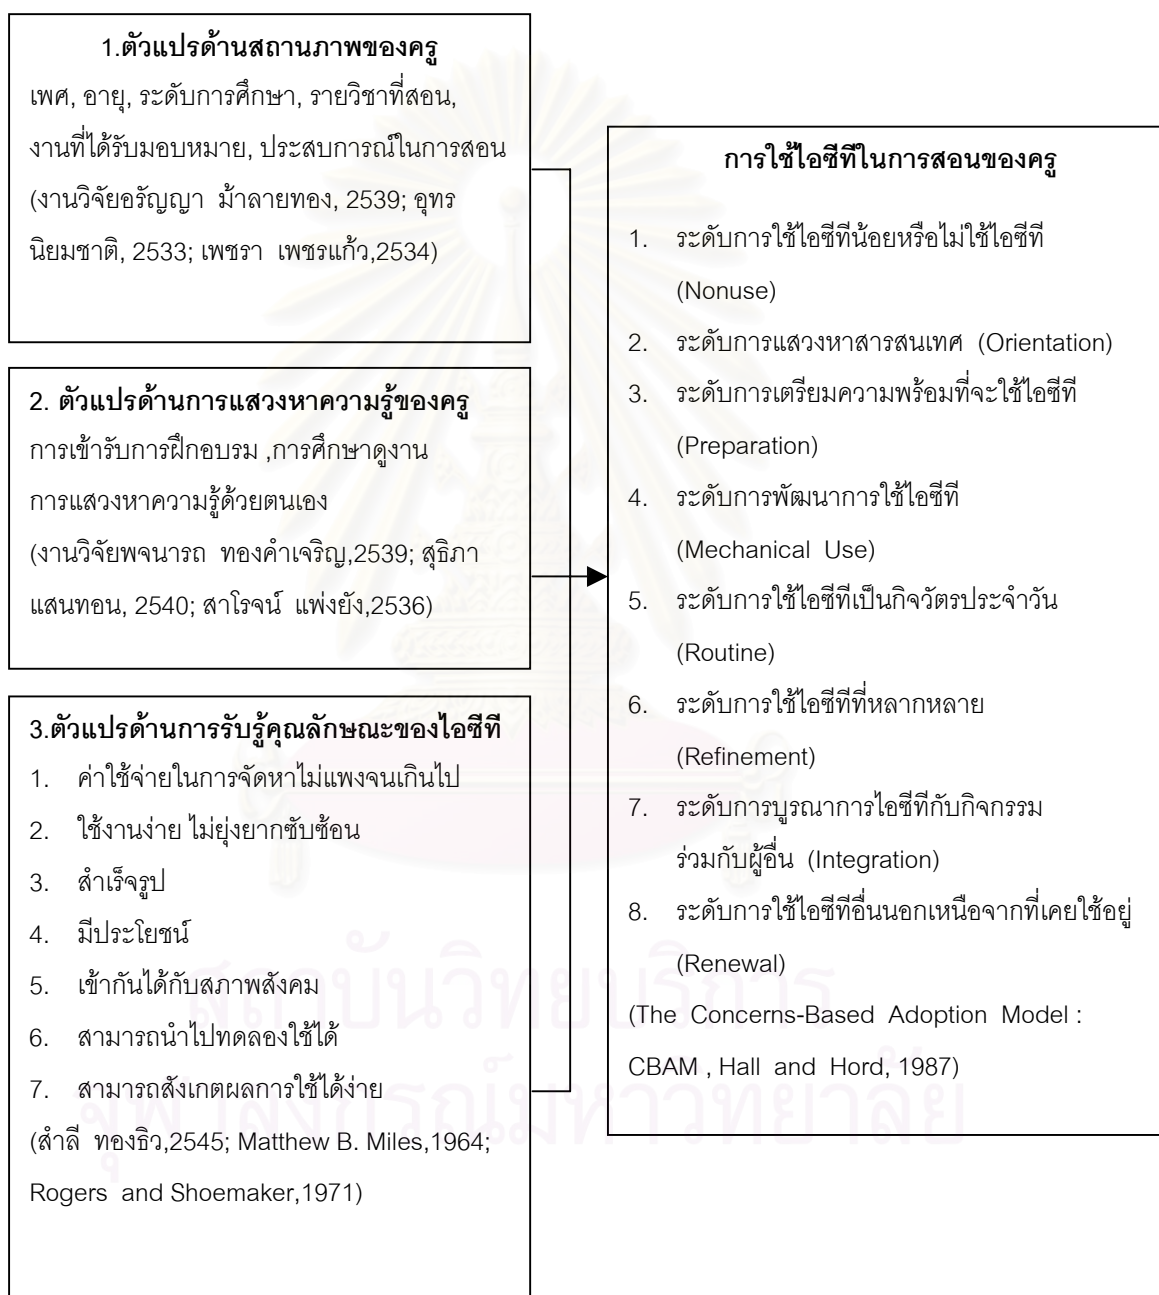 1.ตัวแปรด้านสถานภาพของครู
เพศ, อายุ, ระดับการศึกษา, รายวิชาที่สอน,
งานที่ได้รับมอบหมาย, ประสบการณ์ในการสอน
(งานวิจัยอรัญญา ม้าลายทอง, 2539; อุทร
นิยมชาติ, 2533; เพชรา เพชรแก้ว,2534)
2. ตัวแปรด้านการแสวงหาความรู้ของครู
การเข้ารับการฝึกอบรม ,การศึกษาดูงาน
การแสวงหาความรู้ด้วยตนเอง
(งานวิจัยพจนารถ ทองคำเจริญ,2539; สุธิภา
แสนทอน, 2540; สาโรจน์ แพ่งยัง,2536)
3.ตัวแปรด้านการรับรู้คุณลักษณะของไอซีที
1. ค่าใช้จ่ายในการจัดหาไม่แพงจนเกินไป
2. ใช้งานง่าย ไม่ยุ่งยากซับซ้อน
3. สำเร็จรูป
4. มีประโยชน์
5. เข้ากันได้กับสภาพสังคม
6. สามารถนำไปทดลองใช้ได้
7. สามารถสังเกตผลการใช้ได้ง่าย
(สำลี ทองธิว,2545; Matthew B. Miles,1964;
Rogers and Shoemaker,1971)
การใช้ไอซีทีในการสอนของครู
1. ระดับการใช้ไอซีทีน้อยหรือไม่ใช้ไอซีที
(Nonuse)
2. ระดับการแสวงหาสารสนเทศ (Orientation)
3. ระดับการเตรียมความพร้อมที่จะใช้ไอซีที
(Preparation)
4. ระดับการพัฒนาการใช้ไอซีที
(Mechanical Use)
5. ระดับการใช้ไอซีทีเป็นกิจวัตรประจำวัน
(Routine)
6. ระดับการใช้ไอซีทีที่หลากหลาย
(Refinement)
7. ระดับการบูรณาการไอซีทีกับกิจกรรม
ร่วมกับผู้อื่น (Integration)
8. ระดับการใช้ไอซีทีอื่นนอกเหนือจากที่เคยใช้อยู่
(Renewal)
(The Concerns-Based Adoption Model :
CBAM , Hall and Hord, 1987)
สถาบันวิทยบริการ
จุฬาลงกรณ์มหาวิทยาลัย